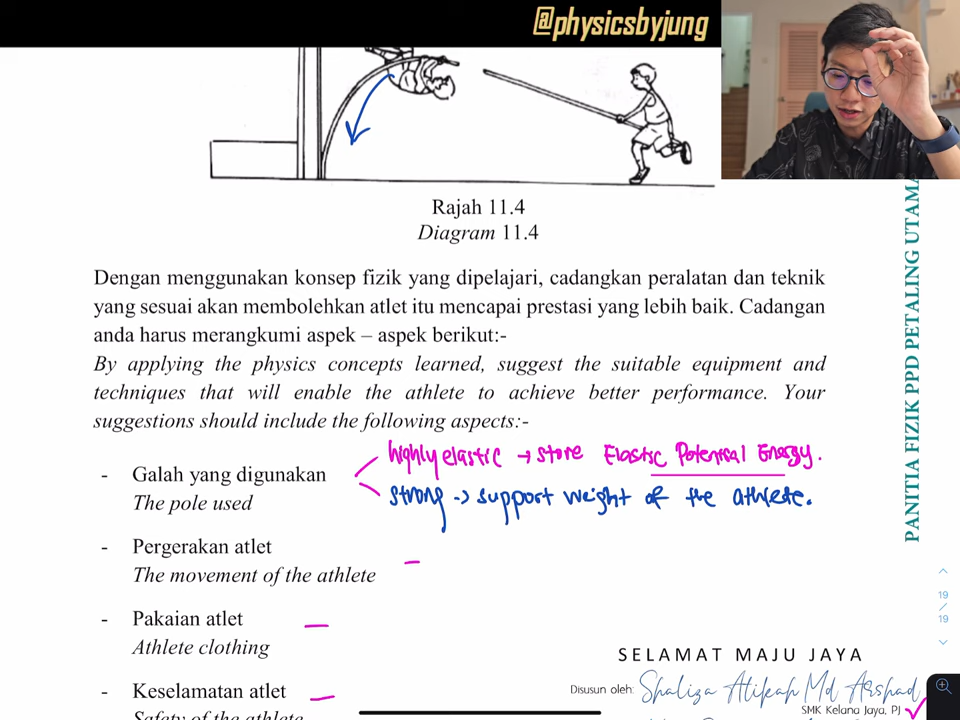 @physicsbyjung
Rajah 11.4
Diagram 11.4
Dengan menggunakan konsep fizik yang dipelajari, cadangkan peralatan dan teknik
yang sesuai akan membolehkan atlet itu mencapai prestasi yang lebih baik. Cadangan
anda harus merangkumi aspek – aspek berikut:-
By applying the physics concepts learned, suggest the suitable equipment and
techniques that will enable the athlete to achieve better performance. Your
suggestions should include the following aspects:-
highly elastic → store Elastic Potential Energy.
- Galah yang digunakan
The pole used
strong → support weight of the athlete.
- Pergerakan atlet
The movement of the athlete
- Pakaian atlet
Athlete clothing
- Keselamatan atlet
Safety of the athlete
PANITIA FIZIK PPD PETALING UTAMA
19
/
19
SELAMAT MAJU JAYA
Disusun oleh: Shaliza Atikah Md Arshad
SMK Kelana Jaya, PJ